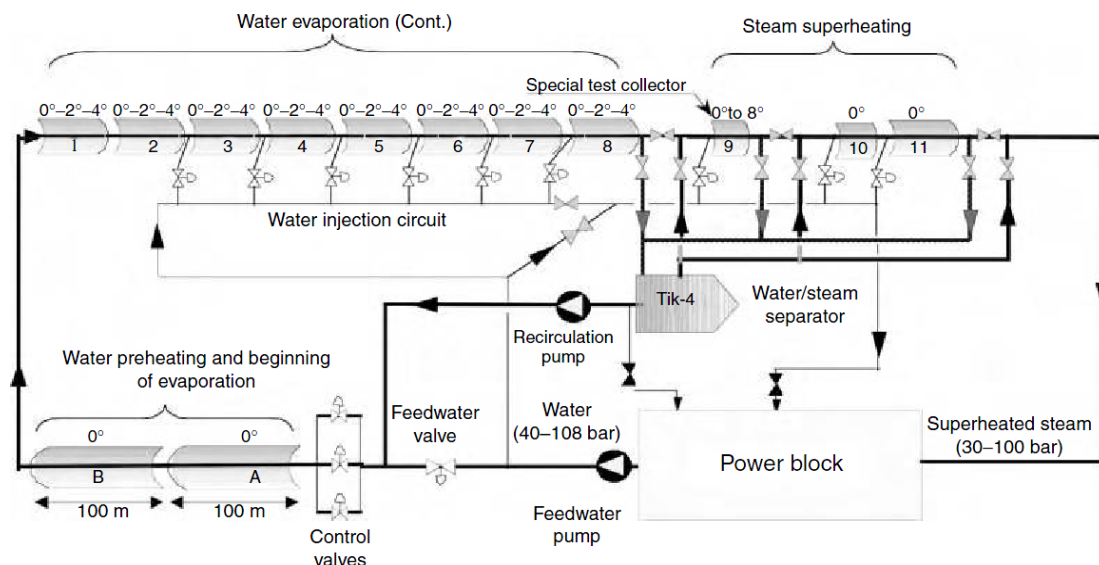 Water evaporation (Cont.)
Steam superheating
Special test collector
0°–2°–4° 0°–2°–4° 0°–2°–4° 0°–2°–4° 0°–2°–4° 0°–2°–4° 0°–2°–4° 0°–2°–4°
0°to 8°
0°
0°
1 2 3 4 5 6 7 8 9 10 11
Water injection circuit
Tik-4
Water/steam
separator
Recirculation
pump
Water preheating and beginning
of evaporation
0°
0°
Feedwater
valve
Water
(40–108 bar)
Superheated steam
(30–100 bar)
Power block
B
A
100 m
100 m
Feedwater
pump
Control
valves